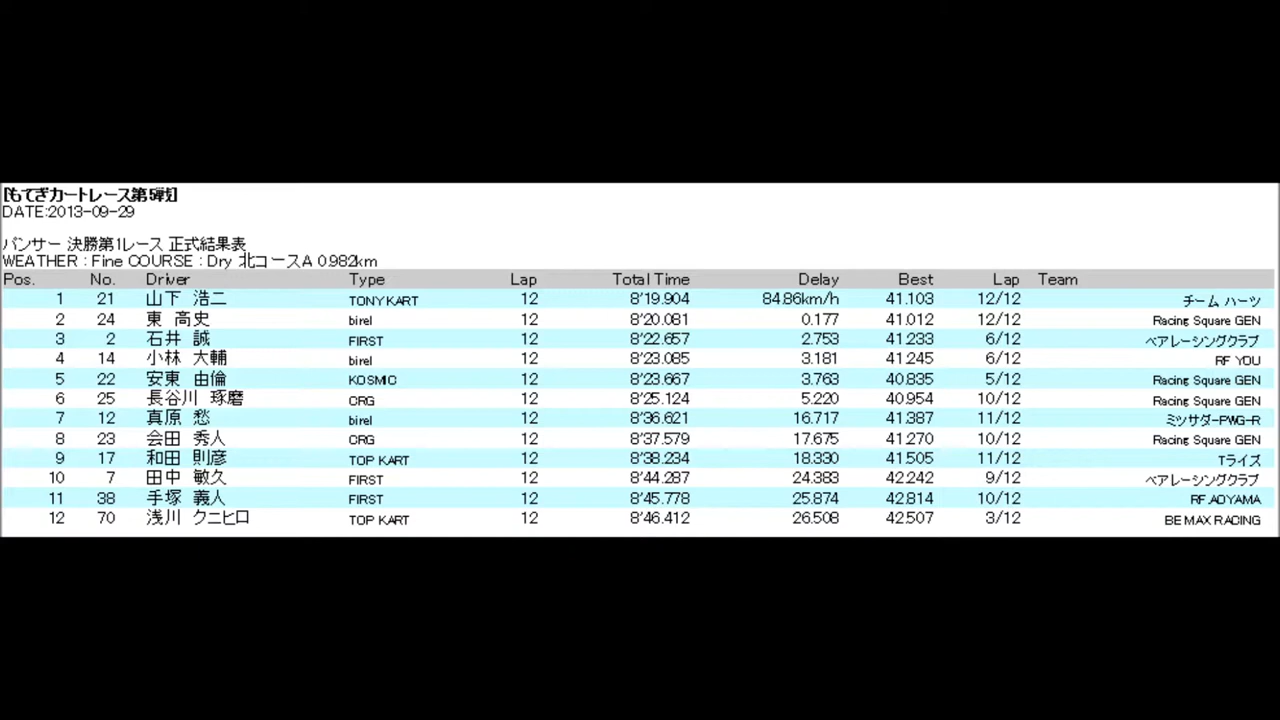 [もてぎカートレース第5戦]
DATE:2013-09-29
パンサー 決勝第1レース 正式結果表
WEATHER : Fine COURSE : Dry 北コースA 0.982km
Pos. No. Driver Type Lap Total Time Delay Best Lap Team
1 21 山下 浩二 TONY KART 12 8'19.904 84.86km/h 41.103 12/12 チーム ハーツ
2 24 東 高史 birel 12 8'20.081 0.177 41.012 12/12 Racing Square GEN
3 2 石井 誠 FIRST 12 8'22.657 2.753 41.233 6/12 ベアレーシングクラブ
4 14 小林 大輔 birel 12 8'23.085 3.181 41.245 6/12 RF YOU
5 22 安東 由倫 KOSMIC 12 8'23.667 3.763 40.835 5/12 Racing Square GEN
6 25 長谷川 琢磨 CRG 12 8'25.124 5.220 40.954 10/12 Racing Square GEN
7 12 真原 愁 birel 12 8'36.621 16.717 41.387 11/12 ミツサダ-PWG-R
8 23 会田 秀人 CRG 12 8'37.579 17.675 41.270 10/12 Racing Square GEN
9 17 和田 則彦 TOP KART 12 8'38.234 18.330 41.505 11/12 Tライズ
10 7 田中 敏久 FIRST 12 8'44.287 24.383 42.242 9/12 ベアレーシングクラブ
11 38 手塚 義人 FIRST 12 8'45.778 25.874 42.814 10/12 RF.AOYAMA
12 70 浅川 クニヒロ TOP KART 12 8'46.412 26.508 42.507 3/12 BE MAX RACING